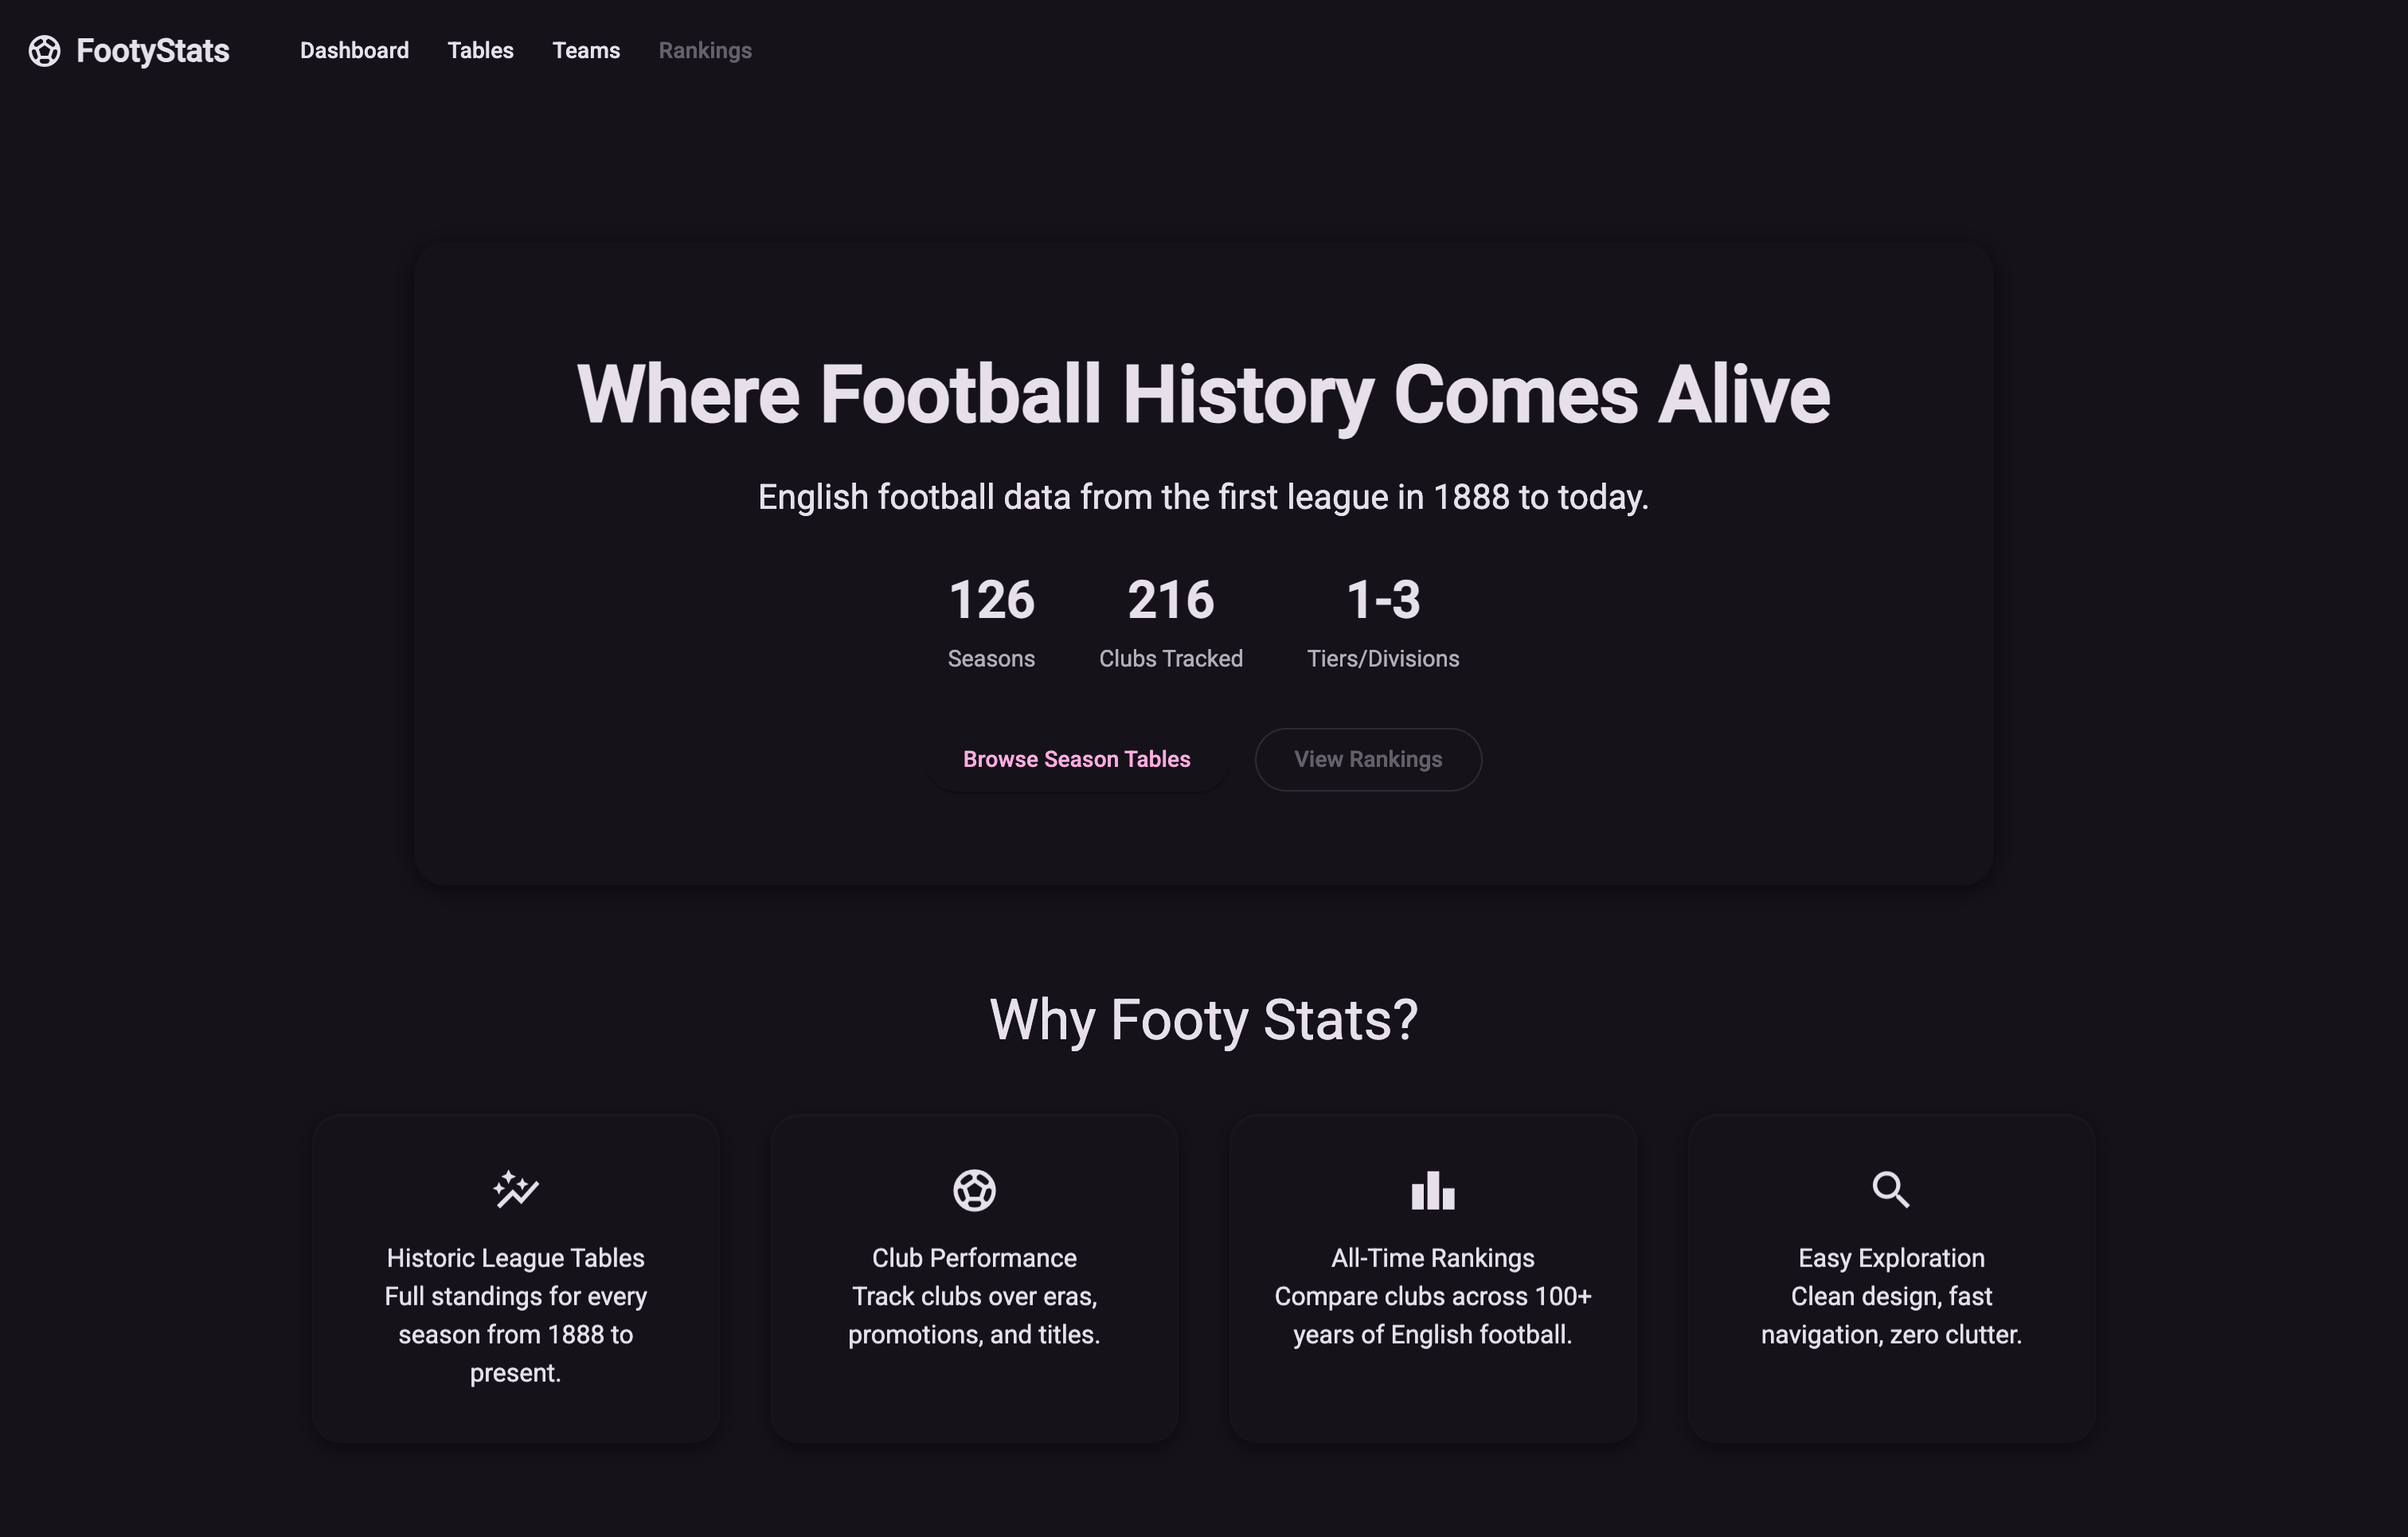 FootyStats
Dashboard
Tables
Teams
Rankings
Where Football History Comes Alive
English football data from the first league in 1888 to today.
126
Seasons
216
Clubs Tracked
1-3
Tiers/Divisions
Browse Season Tables
View Rankings
Why Footy Stats?
Historic League Tables
Full standings for every
season from 1888 to
present.
Club Performance
Track clubs over eras,
promotions, and titles.
All-Time Rankings
Compare clubs across 100+
years of English football.
Easy Exploration
Clean design, fast
navigation, zero clutter.